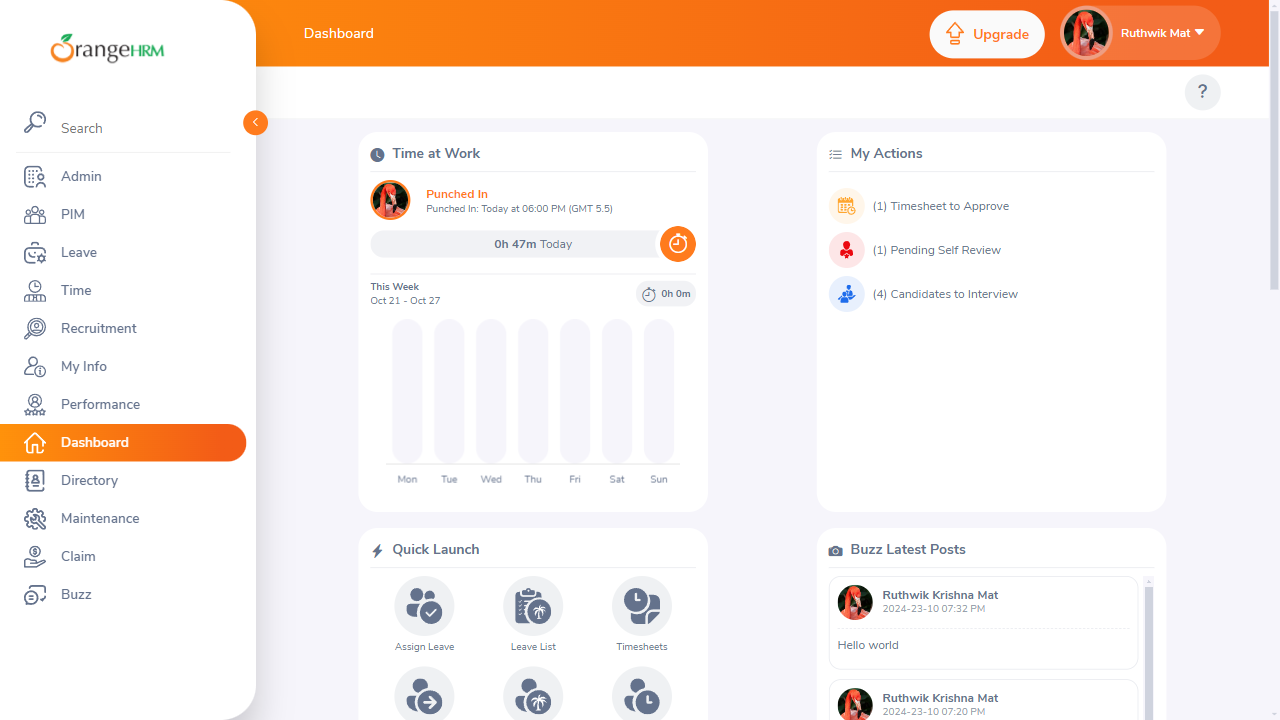 OrangeHRM
Search
Admin
PIM
Leave
Time
Recruitment
My Info
Performance
Dashboard
Directory
Maintenance
Claim
Buzz
Dashboard
Upgrade
Ruthwik Mat
?
Time at Work
Punched In
Punched In: Today at 06:00 PM (GMT 5.5)
0h 47m Today
This Week
Oct 21 - Oct 27
0h 0m
Mon Tue Wed Thu Fri Sat Sun
My Actions
(1) Timesheet to Approve
(1) Pending Self Review
(4) Candidates to Interview
Quick Launch
Assign Leave
Leave List
Timesheets
Buzz Latest Posts
Ruthwik Krishna Mat
2024-23-10 07:32 PM
Hello world
Ruthwik Krishna Mat
2024-23-10 07:20 PM